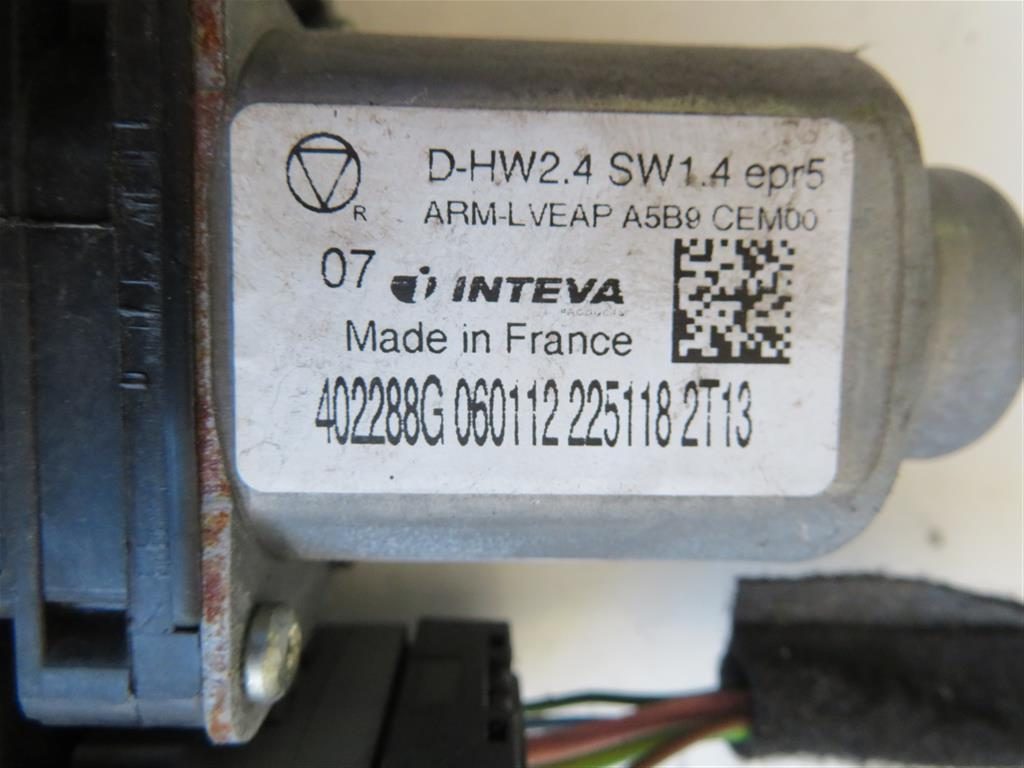 D-HW2.4 SW1.4 epr5
R
ARM-LVEAP A5B9 CEM00
07 INTEVA
Made in France
402288G 060112 225118 2T13